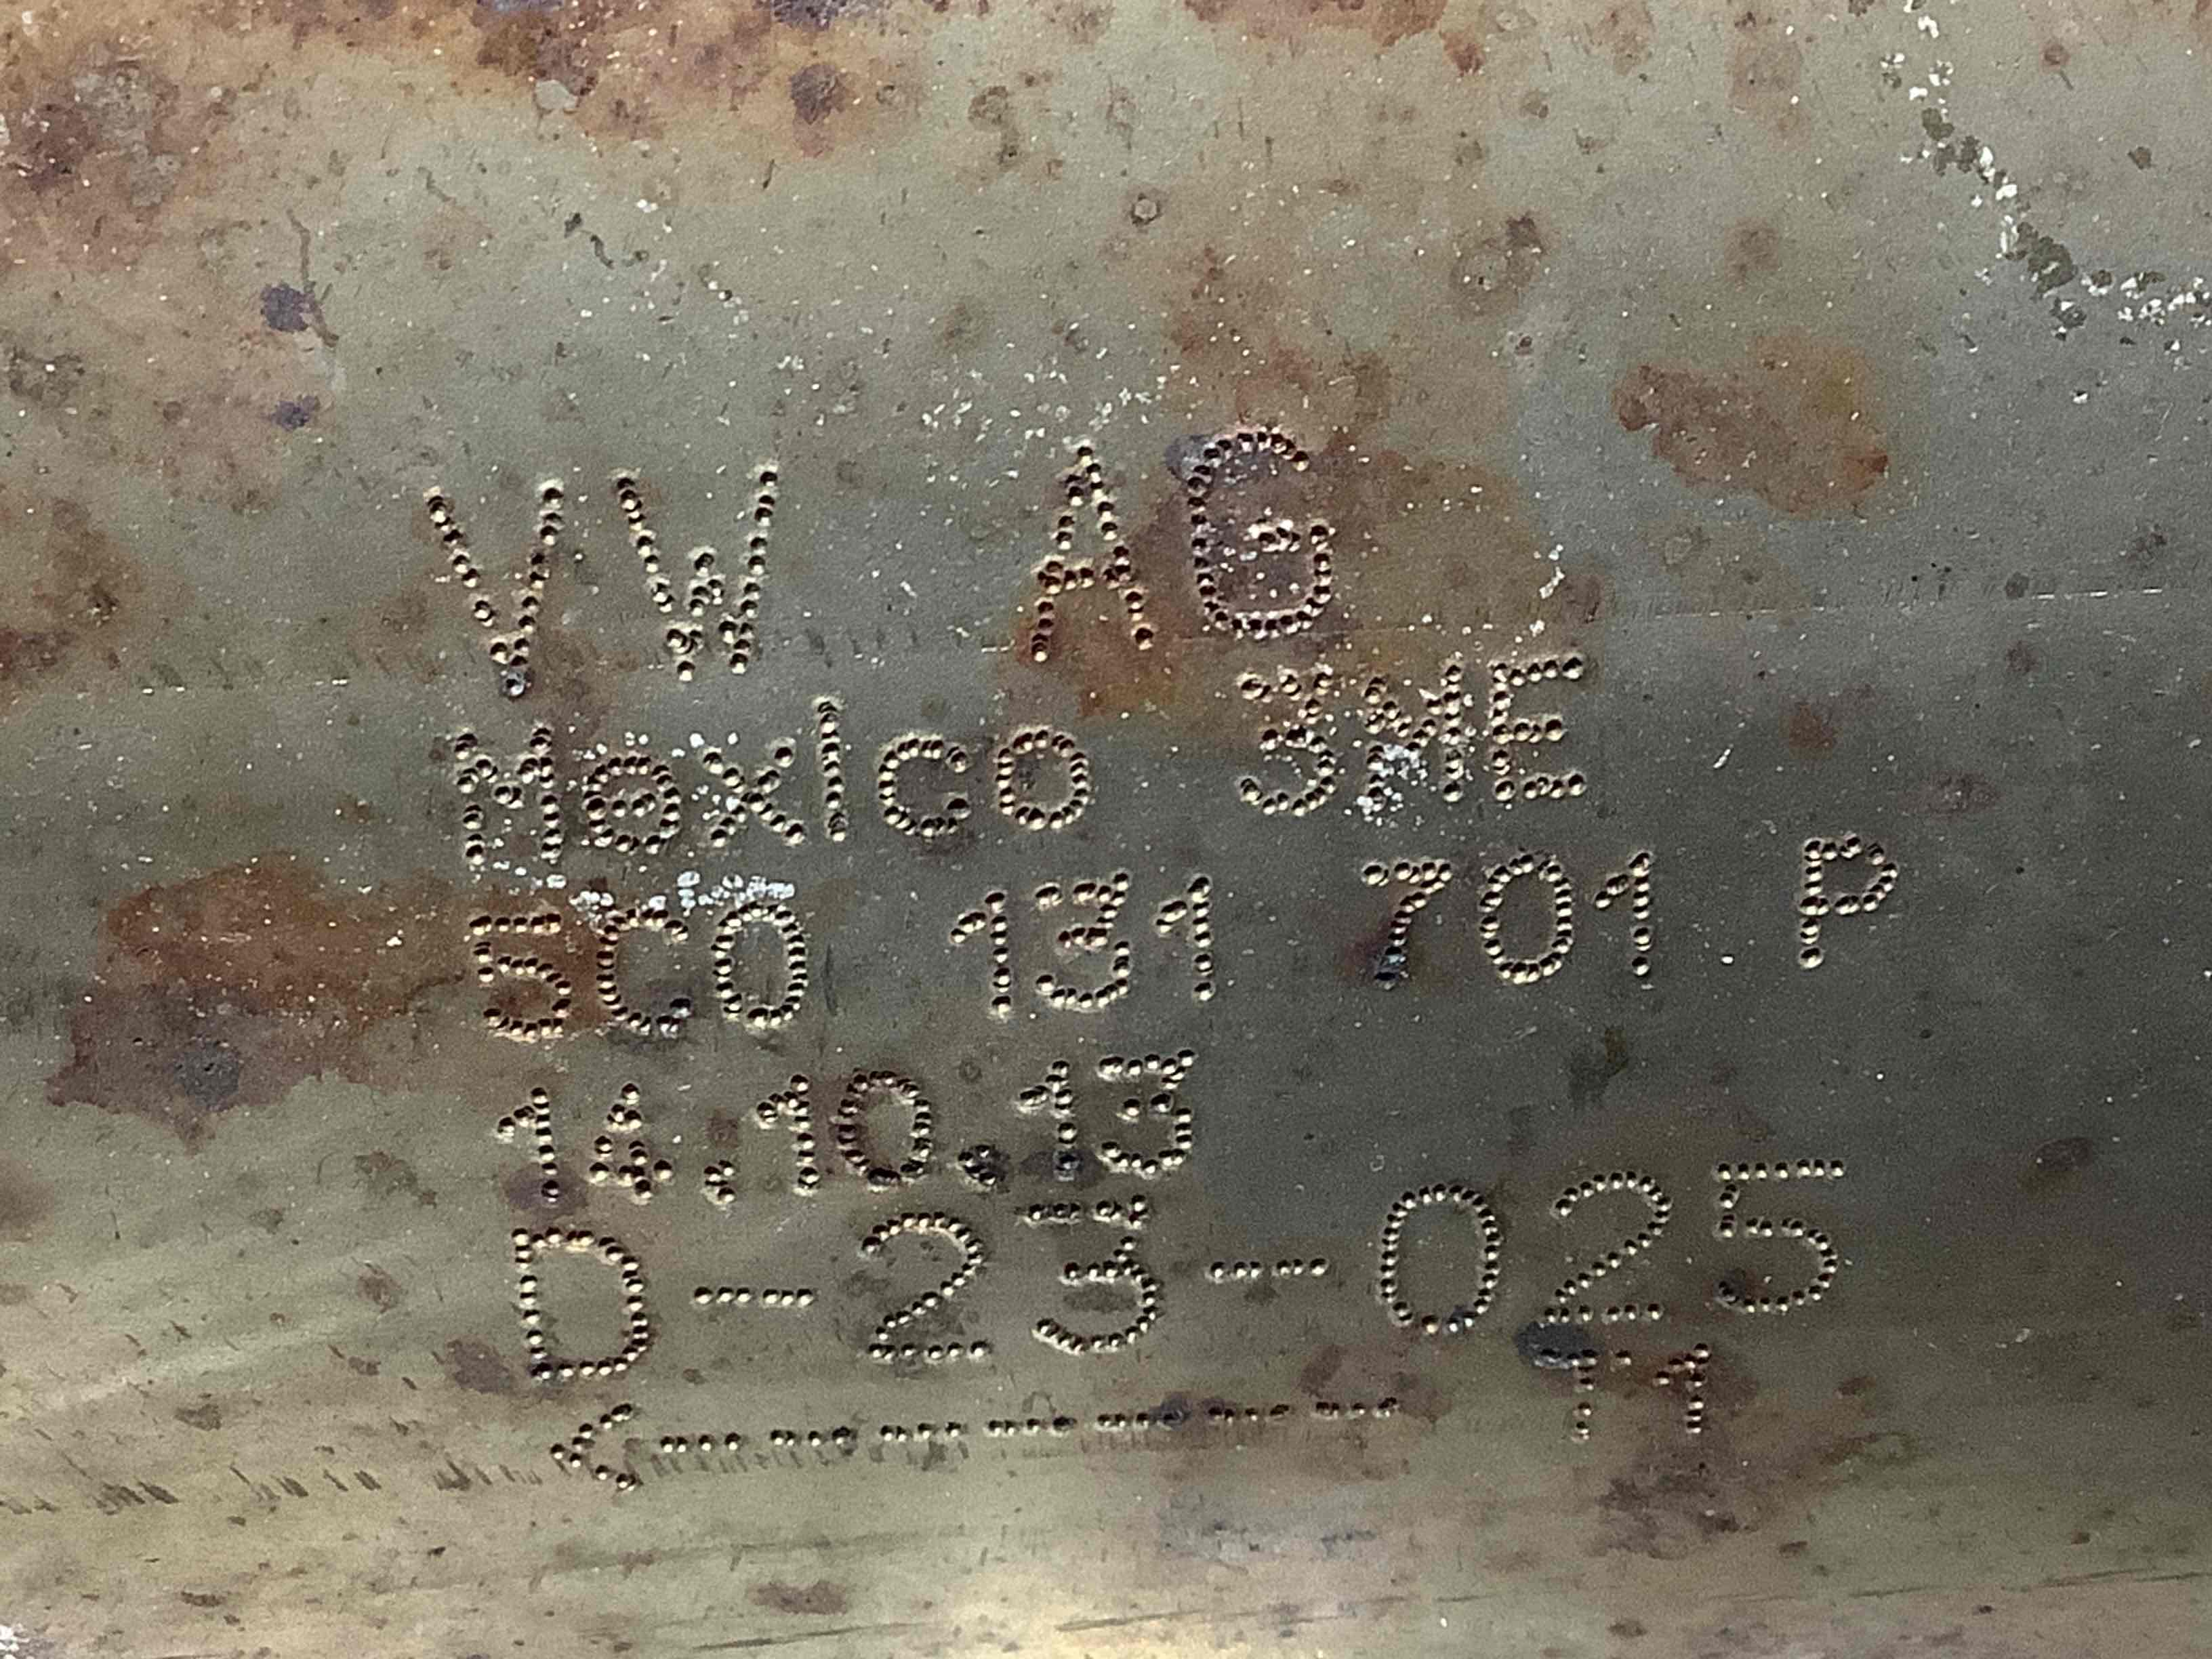 VW AG
Mexico 3ME
5C0 131 701 P
14.10.13
D-23-025
<------- 11